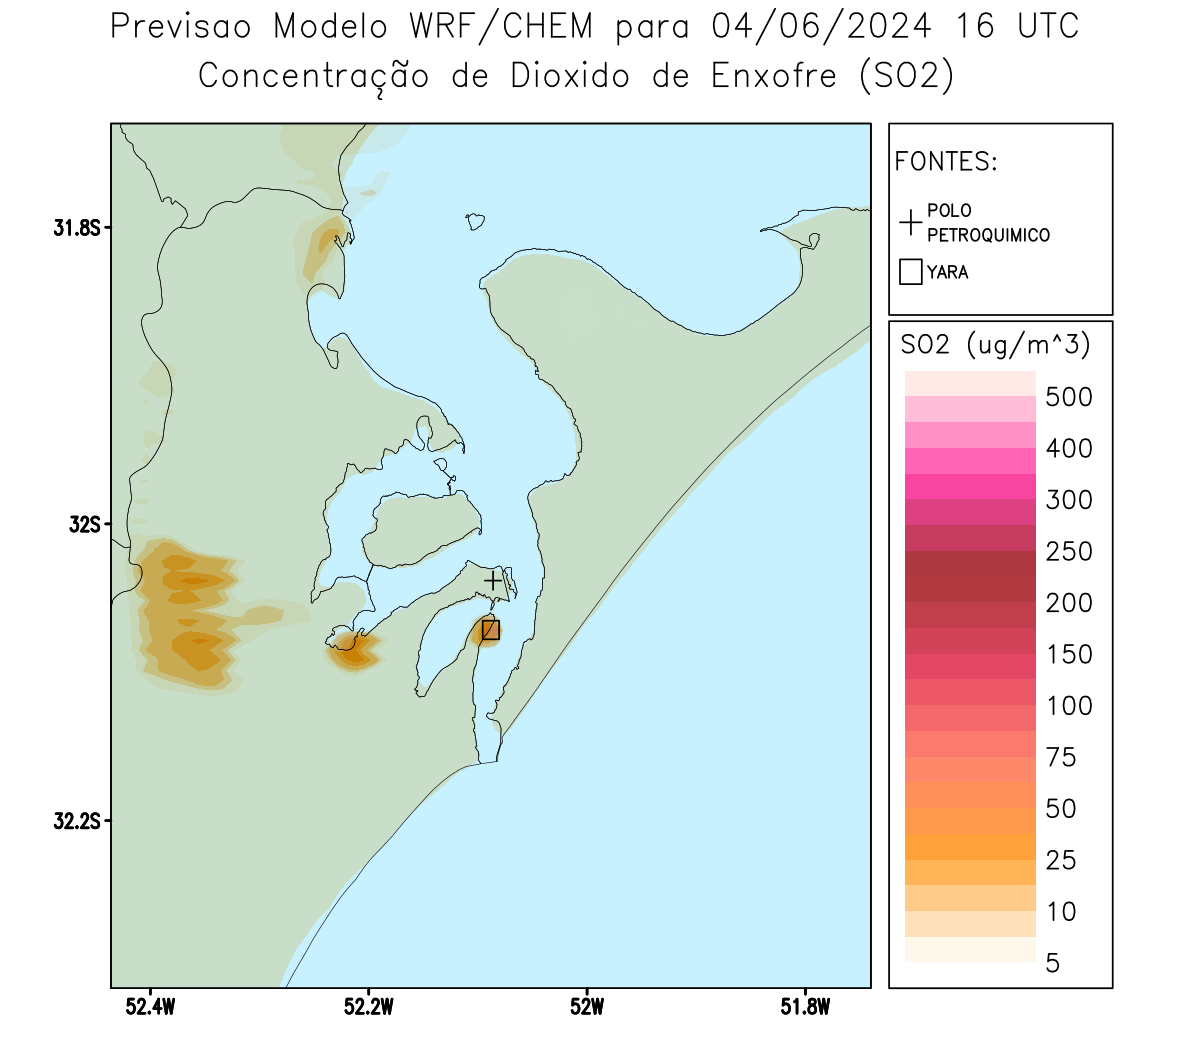 Previsao Modelo WRF/CHEM para 04/06/2024 16 UTC
Concentração de Dioxido de Enxofre (SO2)
FONTES:
POLO
PETROQUIMICO
YARA
SO2 (ug/m^3)
500
400
300
250
200
150
100
75
50
25
10
5
31.8S
32S
32.2S
52.4W
52.2W
52W
51.8W